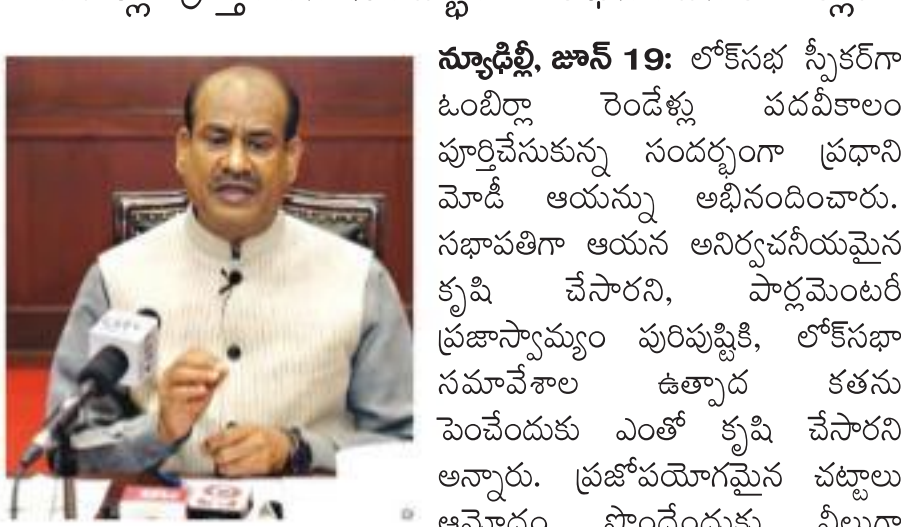 న్యూఢిల్లీ, జూన్ 19: లోక్‌సభ స్పీకర్‌గా
ఓంబిర్లా రెండేళ్లు పదవీకాలం
పూర్తిచేసుకున్న సందర్భంగా ప్రధాని
మోడీ ఆయన్ను అభినందించారు.
సభాపతిగా ఆయన అనిర్వచనీయమైన
కృషి చేసారని, పార్లమెంటరీ
ప్రజాస్వామ్యం పురిపుష్టికి, లోక్‌సభా
సమావేశాల ఉత్పాద కతను
పెంచేందుకు ఎంతో కృషి చేసారని
అన్నారు. ప్రజోపయోగమైన చట్టాలు
ఆమోదం పొందేందుకు వీలుగా